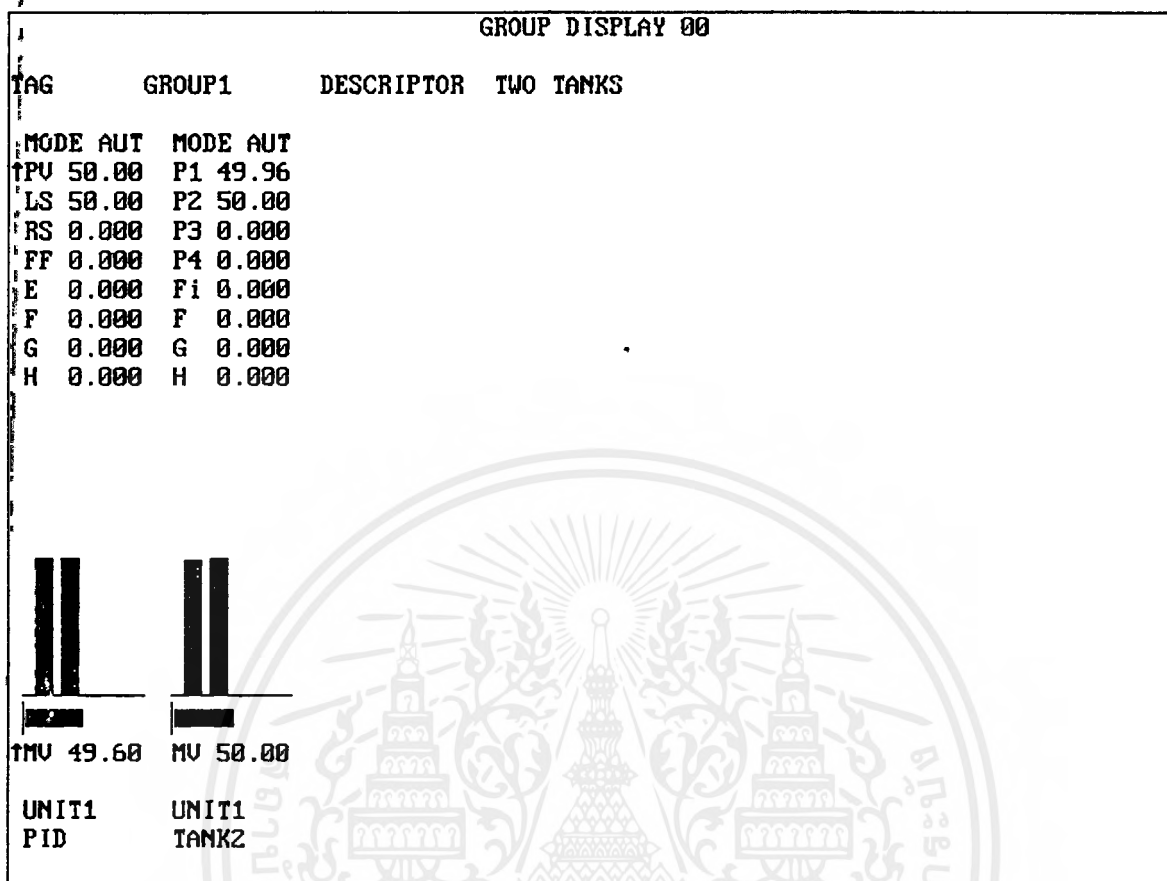 GROUP DISPLAY 00
TAG GROUP1 DESCRIPTOR TWO TANKS
MODE AUT MODE AUT
↑PV 50.00 P1 49.96
LS 50.00 P2 50.00
RS 0.000 P3 0.000
FF 0.000 P4 0.000
E 0.000 Fi 0.000
F 0.000 F 0.000
G 0.000 G 0.000
H 0.000 H 0.000
↑MV 49.60 MV 50.00
UNIT1 UNIT1
PID TANK2